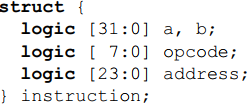 struct {
  logic [31:0] a, b;
  logic [ 7:0] opcode;
  logic [23:0] address;
} instruction;